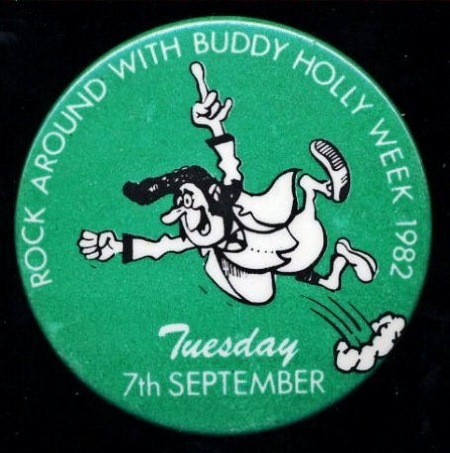 ROCK AROUND WITH BUDDY HOLLY WEEK 1982
Tuesday
7th SEPTEMBER